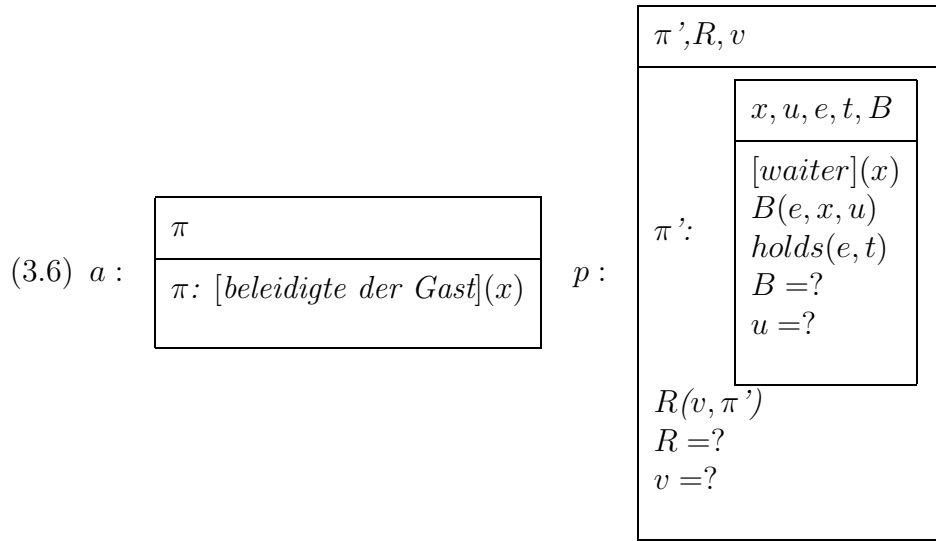 π’,R, v
x, u, e, t, B
[waiter](x)
B(e, x, u)
holds(e, t)
B =?
u =?
π’:
(3.6) a :
π
π: [beleidigte der Gast](x)
p :
R(v, π’)
R =?
v =?